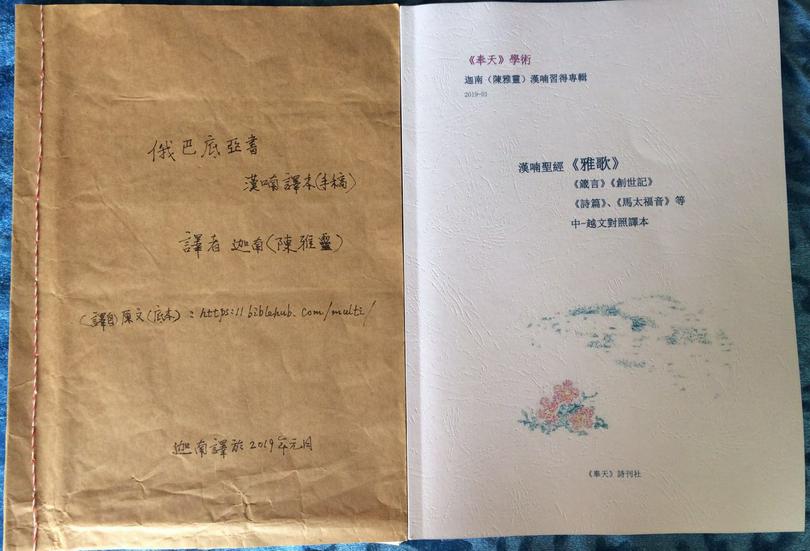 俄巴底亞書
漢喃譯本(手稿)
譯者 迦南(陳雅靈)
(譯自)原文(底本):https://biblehub.com/multi/
迦南譯於2019年元月
《奉天》學術
迦南(陳雅靈)漢喃習得專輯
2019-01
漢喃聖經《雅歌》
《箴言》《創世記》
《詩篇》、《馬太福音》等
中-越文對照譯本
《奉天》詩刊社